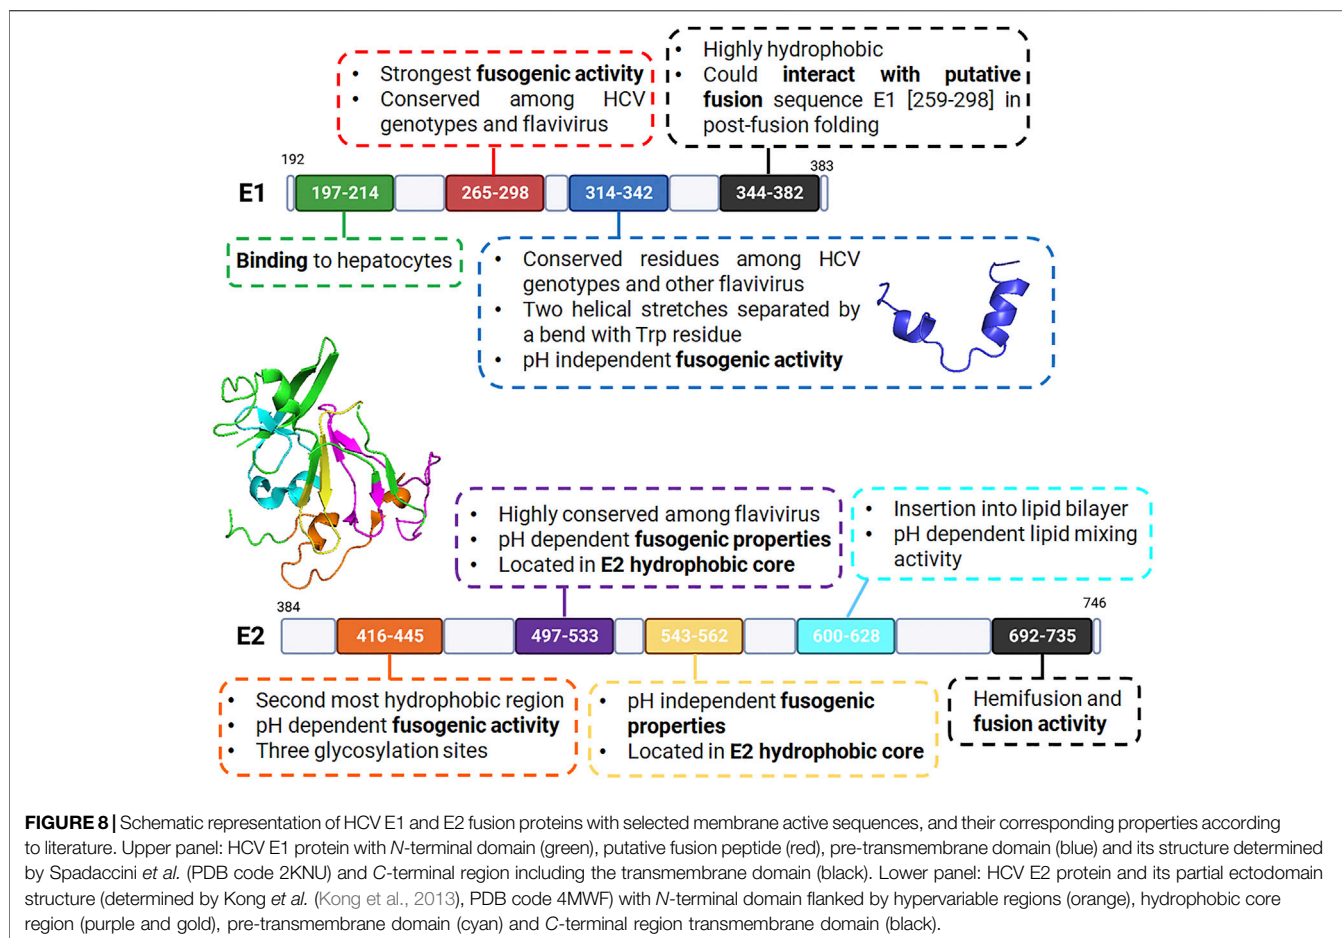 • Highly hydrophobic
• Could interact with putative
fusion sequence E1 [259-298] in
post-fusion folding
• Strongest fusogenic activity
• Conserved among HCV
genotypes and flavivirus
192
383
E1
197-214
265-298
314-342
344-382
Binding to hepatocytes
• Conserved residues among HCV
genotypes and other flavivirus
• Two helical stretches separated by
a bend with Trp residue
• pH independent fusogenic activity
• Highly conserved among flavivirus
• pH dependent fusogenic properties
• Located in E2 hydrophobic core
• Insertion into lipid bilayer
• pH dependent lipid mixing
activity
384
746
E2
416-445
497-533
543-562
600-628
692-735
• Second most hydrophobic region
• pH dependent fusogenic activity
• Three glycosylation sites
• pH independent fusogenic
properties
• Located in E2 hydrophobic core
Hemifusion and
fusion activity
FIGURE 8 | Schematic representation of HCV E1 and E2 fusion proteins with selected membrane active sequences, and their corresponding properties according
to literature. Upper panel: HCV E1 protein with N-terminal domain (green), putative fusion peptide (red), pre-transmembrane domain (blue) and its structure determined
by Spadaccini et al. (PDB code 2KNU) and C-terminal region including the transmembrane domain (black). Lower panel: HCV E2 protein and its partial ectodomain
structure (determined by Kong et al. (Kong et al., 2013), PDB code 4MWF) with N-terminal domain flanked by hypervariable regions (orange), hydrophobic core
region (purple and gold), pre-transmembrane domain (cyan) and C-terminal region transmembrane domain (black).